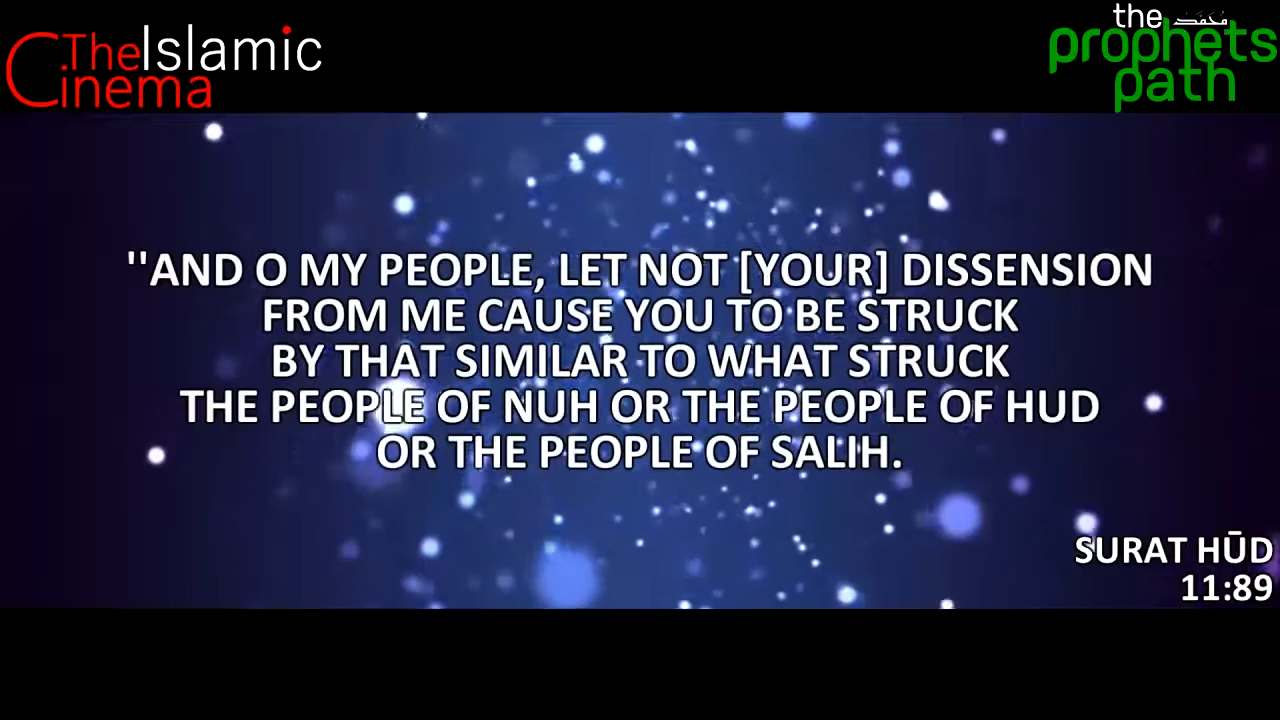 The Islamic
Cinema
the محمد
prophets
path
"AND O MY PEOPLE, LET NOT [YOUR] DISSENSION
FROM ME CAUSE YOU TO BE STRUCK
BY THAT SIMILAR TO WHAT STRUCK
THE PEOPLE OF NUH OR THE PEOPLE OF HUD
OR THE PEOPLE OF SALIH.
SURAT HŪD
11:89